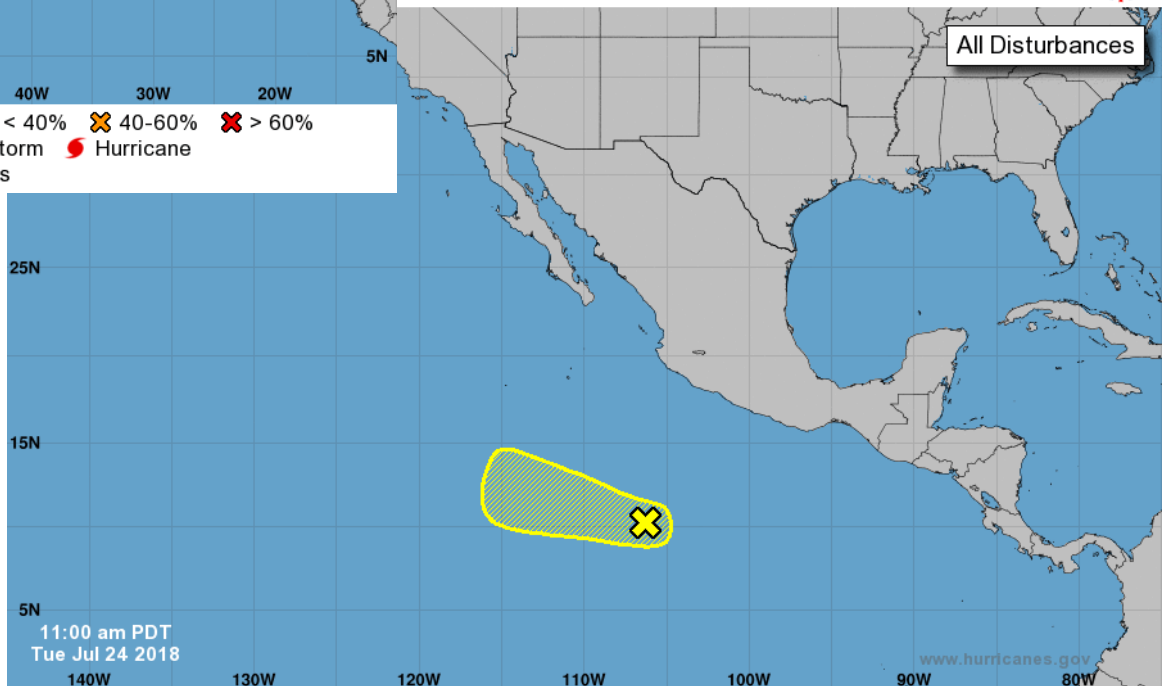 All Disturbances
5N
40W 30W 20W
< 40% 40-60% > 60%
torm Hurricane
s
25N
15N
5N
11:00 am PDT
Tue Jul 24 2018
www.hurricanes.gov
140W 130W 120W 110W 100W 90W 80W